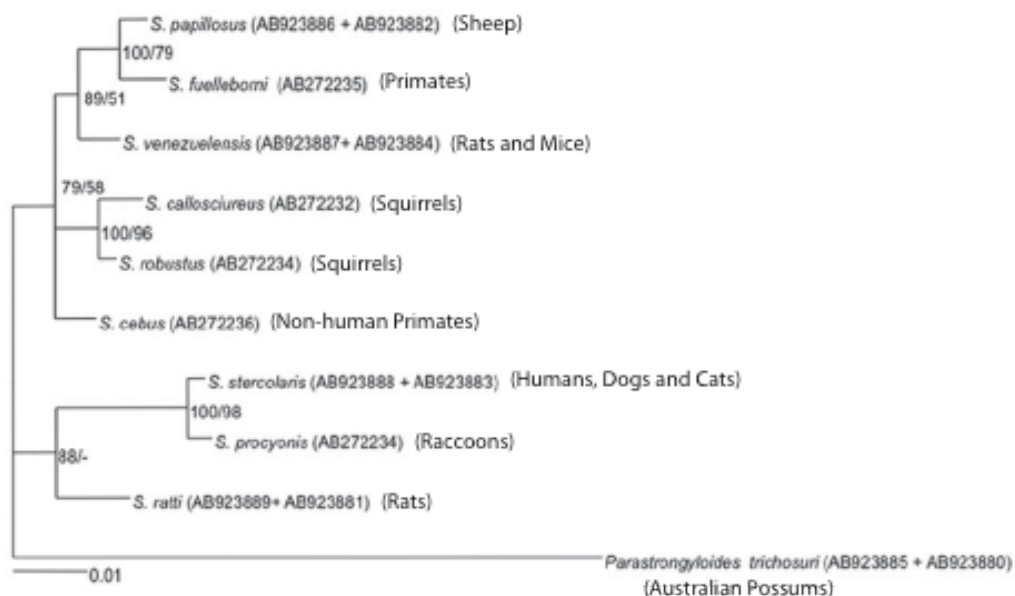 S. papillosus (AB923886 + AB923882) (Sheep)
100/79
S. fuelleborni (AB272235) (Primates)
89/51
S. venezuelensis (AB923887+ AB923884) (Rats and Mice)
79/58
S. callosciureus (AB272232) (Squirrels)
100/96
S. robustus (AB272234) (Squirrels)
S. cebus (AB272236) (Non-human Primates)
S. stercolaris (AB923888 + AB923883) (Humans, Dogs and Cats)
100/98
S. procyonis (AB272234) (Raccoons)
88/-
S. ratti (AB923889+ AB923881) (Rats)
Parastrongyloides trichosuri (AB923885 + AB923880)
0.01
(Australian Possums)